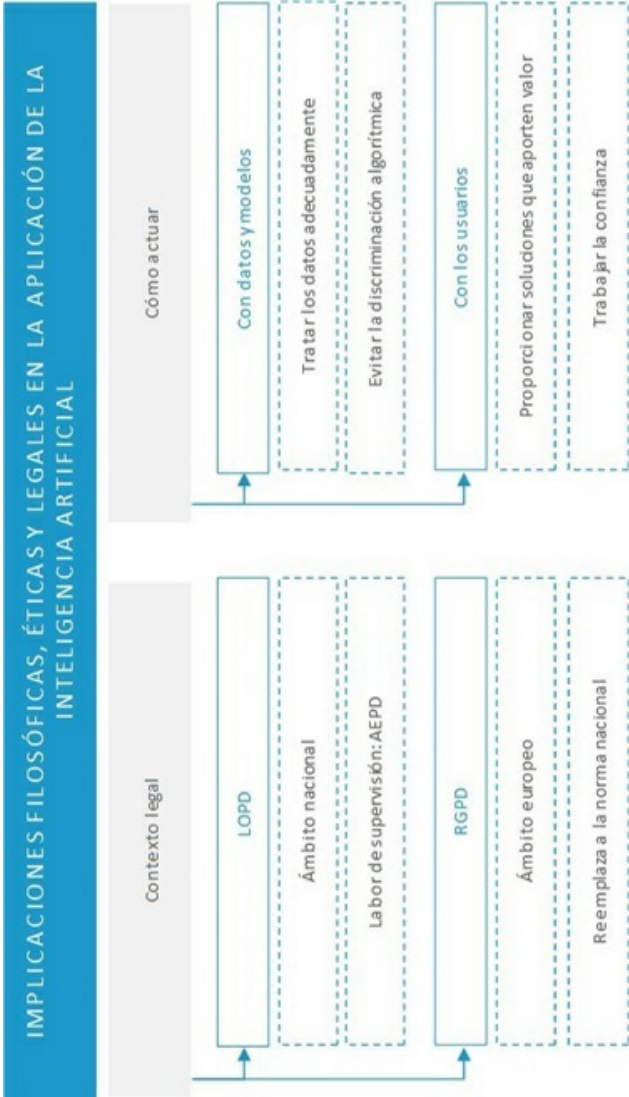 IMPLICACIONES FILOSÓFICAS, ÉTICAS Y LEGALES EN LA APLICACIÓN DE LA
INTELIGENCIA ARTIFICIAL
Contexto legal
LOPD
Ámbito nacional
Labor de supervisión: AEPD
RGPD
Ámbito europeo
Reemplaza a la norma nacional
Cómo actuar
Con datos y modelos
Tratar los datos adecuadamente
Evitar la discriminación algorítmica
Con los usuarios
Proporcionar soluciones que aporten valor
Trabajar la confianza